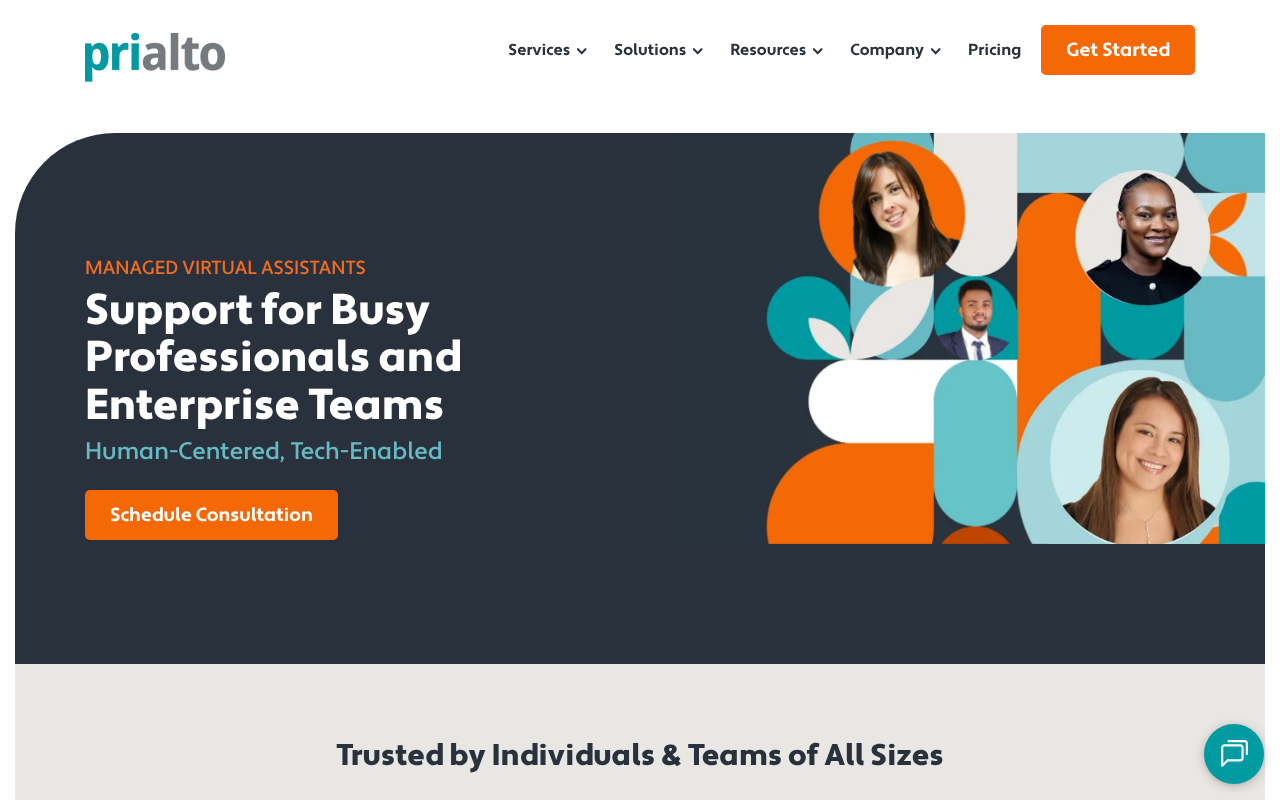 prialto
Services
Solutions
Resources
Company
Pricing
Get Started
MANAGED VIRTUAL ASSISTANTS
Support for Busy
Professionals and
Enterprise Teams
Human-Centered, Tech-Enabled
Schedule Consultation
Trusted by Individuals & Teams of All Sizes